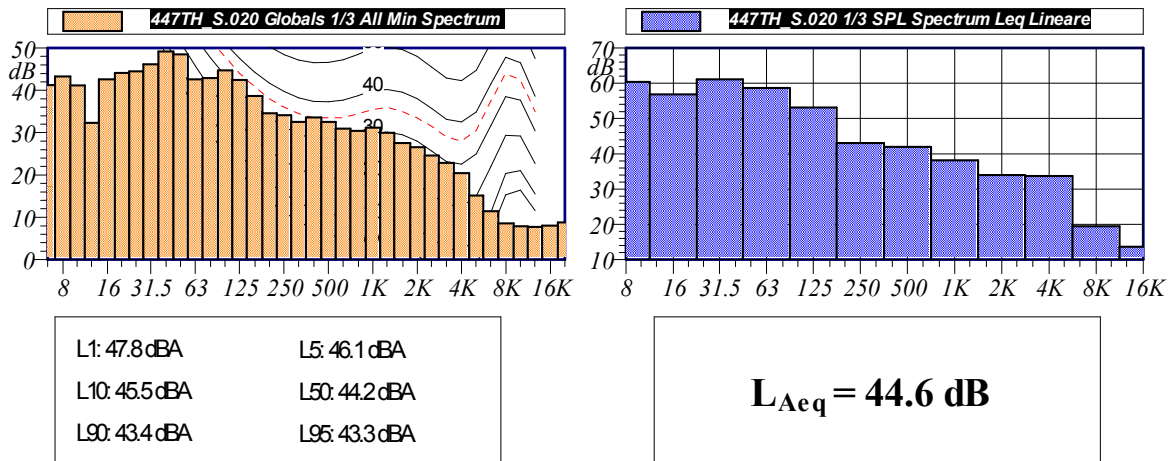 447TH_S.020 Globals 1/3 All Min Spectrum
50
dB
40
30
20
10
0
40
30
8 16 31.5 63 125 250 500 1K 2K 4K 8K 16K
447TH_S.020 1/3 SPL Spectrum Leq Lineare
70
dB
60
50
40
30
20
10
8 16 31.5 63 125 250 500 1K 2K 4K 8K 16K
L1: 47.8 dBA L5: 46.1 dBA
L10: 45.5 dBA L50: 44.2 dBA
L90: 43.4 dBA L95: 43.3 dBA
LAeq = 44.6 dB